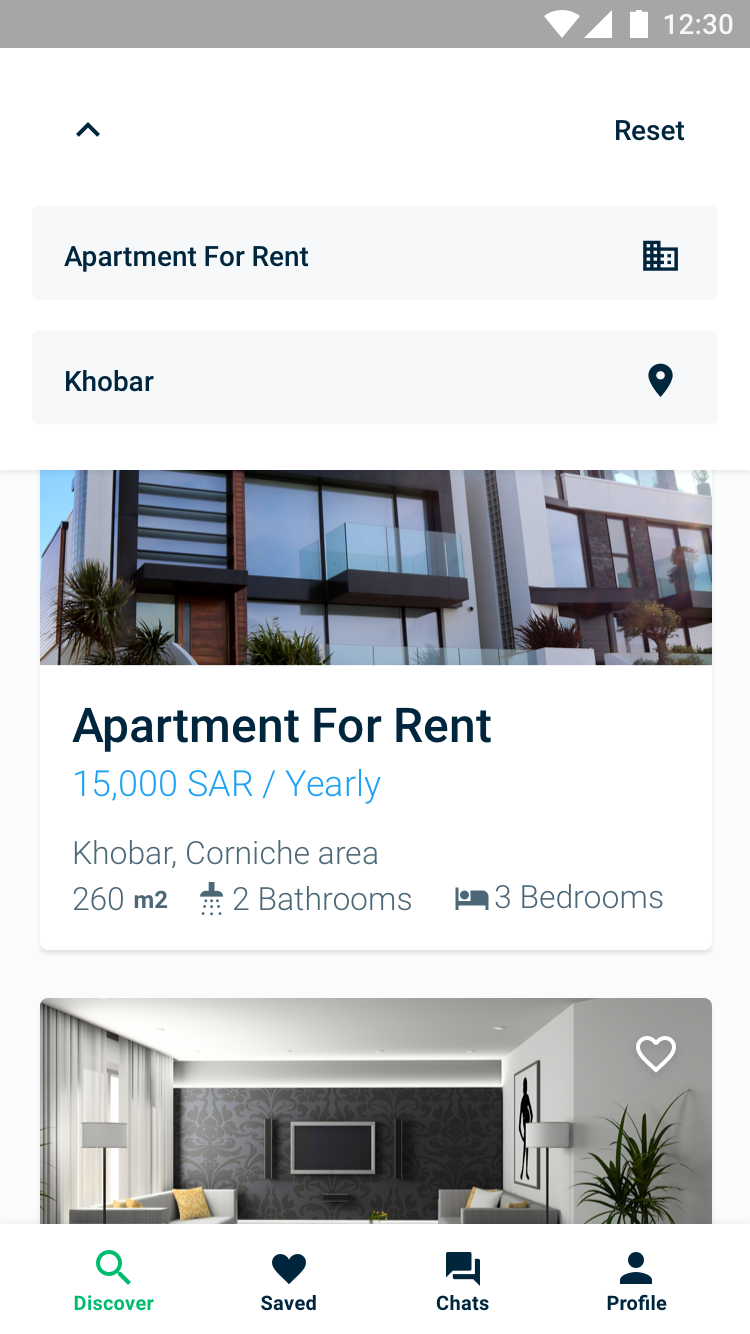 12:30
Reset
Apartment For Rent
Khobar
Apartment For Rent
15,000 SAR / Yearly
Khobar, Corniche area
260 m2 2 Bathrooms 3 Bedrooms
Discover Saved Chats Profile